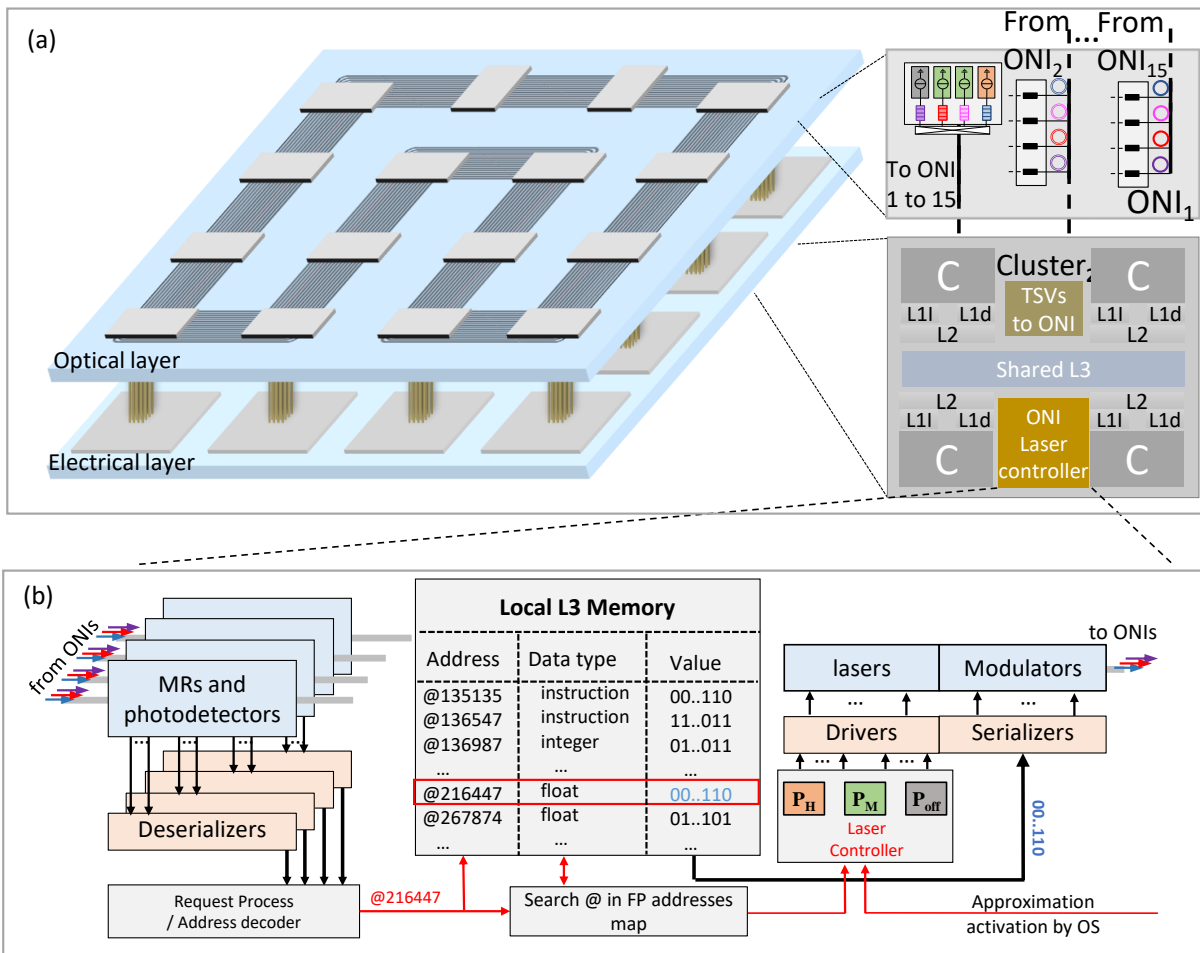 (a)
From ...From
ONI2 ONI15
To ONI
1 to 15
ONI1
Optical layer
Electrical layer
C Cluster2 C
TSVs
to ONI
L1I L1d L1I L1d
L2 L2
Shared L3
L2 L2
L1I L1d L1I L1d
ONI
Laser
controller
C C
(b)
from ONIs
MRs and
photodetectors
... ... ... ...
Deserializers
Request Process
/ Address decoder
@216447
Local L3 Memory
Address Data type Value
@135135 instruction 00..110
@136547 instruction 11..011
@136987 integer 01..011
... ... ...
@216447 float 00..110
@267874 float 01..101
... ... ...
Search @ in FP addresses
map
to ONIs
lasers Modulators
... ...
Drivers Serializers
... ...
PH PM Poff
Laser
Controller
00..110
Approximation
activation by OS